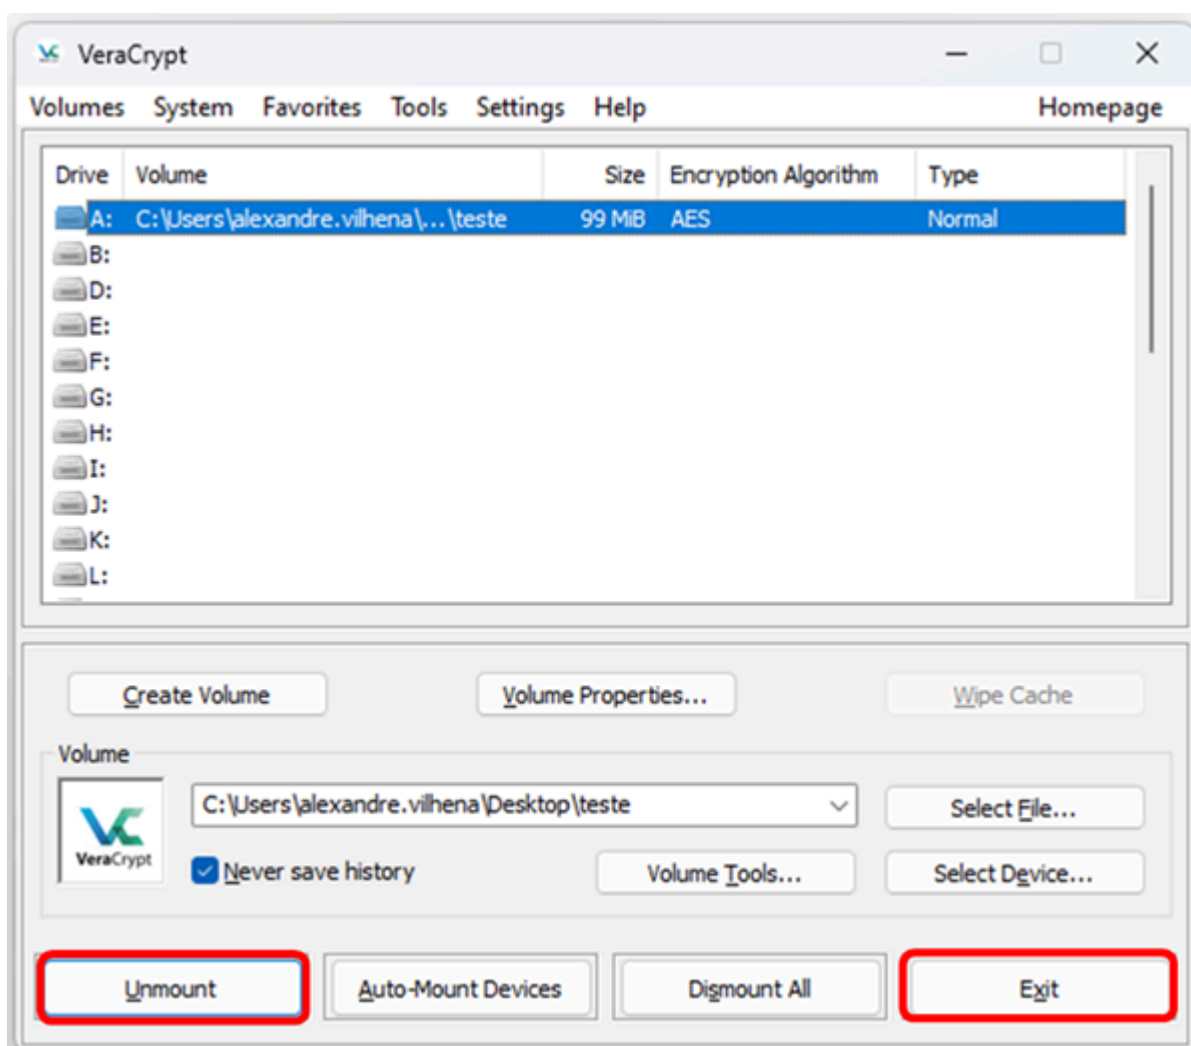 VeraCrypt
Volumes System Favorites Tools Settings Help Homepage
Drive Volume Size Encryption Algorithm Type
A: C:\Users\alexandre.vilhena\...\teste 99 MiB AES Normal
B:
D:
E:
F:
G:
H:
I:
J:
K:
L:
Create Volume Volume Properties... Wipe Cache
Volume
VeraCrypt
C:\Users\alexandre.vilhena\Desktop\teste Select File...
Never save history Volume Tools... Select Device...
Unmount Auto-Mount Devices Dismount All Exit